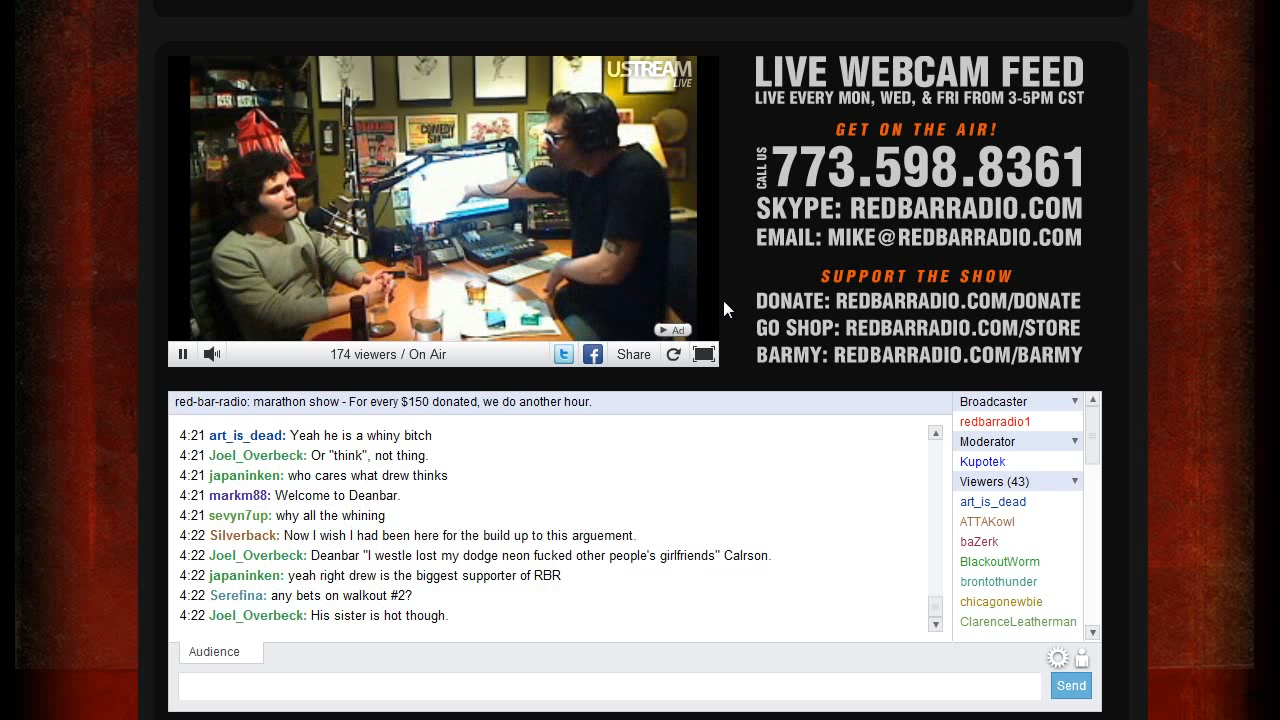 USTREAM
LIVE
COMEDY
SHOW
Ad
174 viewers / On Air
Share
LIVE WEBCAM FEED
LIVE EVERY MON, WED, & FRI FROM 3-5PM CST
GET ON THE AIR!
CALL US
773.598.8361
SKYPE: REDBARRADIO.COM
EMAIL: MIKE@REDBARRADIO.COM
SUPPORT THE SHOW
DONATE: REDBARRADIO.COM/DONATE
GO SHOP: REDBARRADIO.COM/STORE
BARMY: REDBARRADIO.COM/BARMY
red-bar-radio: marathon show - For every $150 donated, we do another hour.
4:21 art_is_dead: Yeah he is a whiny bitch
4:21 Joel_Overbeck: Or "think", not thing.
4:21 japaninken: who cares what drew thinks
4:21 markm88: Welcome to Deanbar.
4:21 sevyn7up: why all the whining
4:22 Silverback: Now I wish I had been here for the build up to this arguement.
4:22 Joel_Overbeck: Deanbar "I westle lost my dodge neon fucked other people's girlfriends" Calrson.
4:22 japaninken: yeah right drew is the biggest supporter of RBR
4:22 Serefina: any bets on walkout #2?
4:22 Joel_Overbeck: His sister is hot though.
Broadcaster
redbarradio1
Moderator
Kupotek
Viewers (43)
art_is_dead
ATTAKowl
baZerk
BlackoutWorm
brontothunder
chicagonewbie
ClarenceLeatherman
Audience
Send